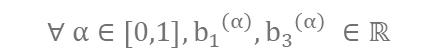 ∀ α ∈ [0,1], b₁⁽ᵅ⁾, b₃⁽ᵅ⁾ ∈ ℝ